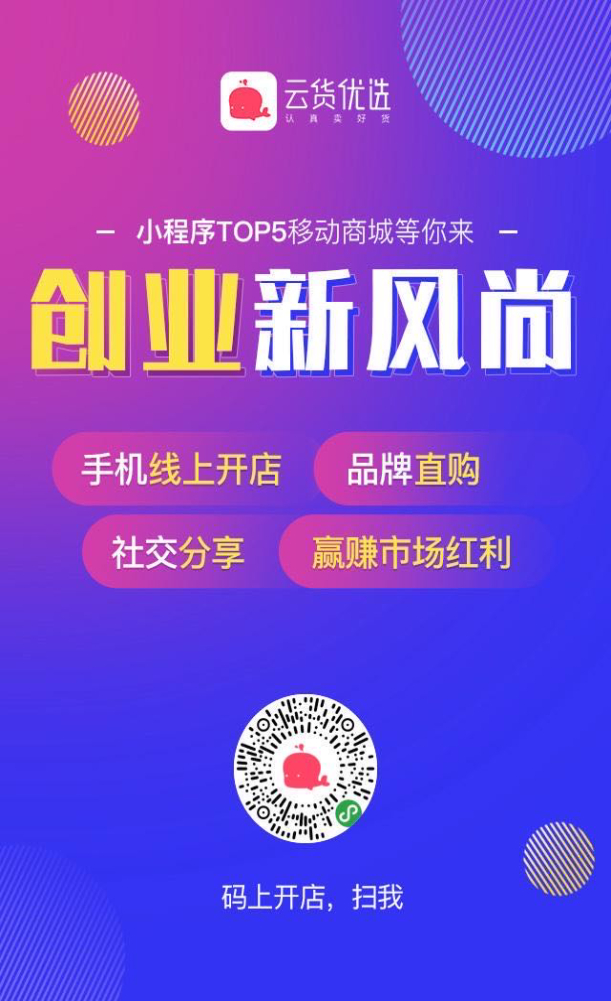 云货优选
认真卖好货
小程序TOP5移动商城等你来
创业新风尚
手机线上开店 品牌直购
社交分享 赢赚市场红利
码上开店，扫我